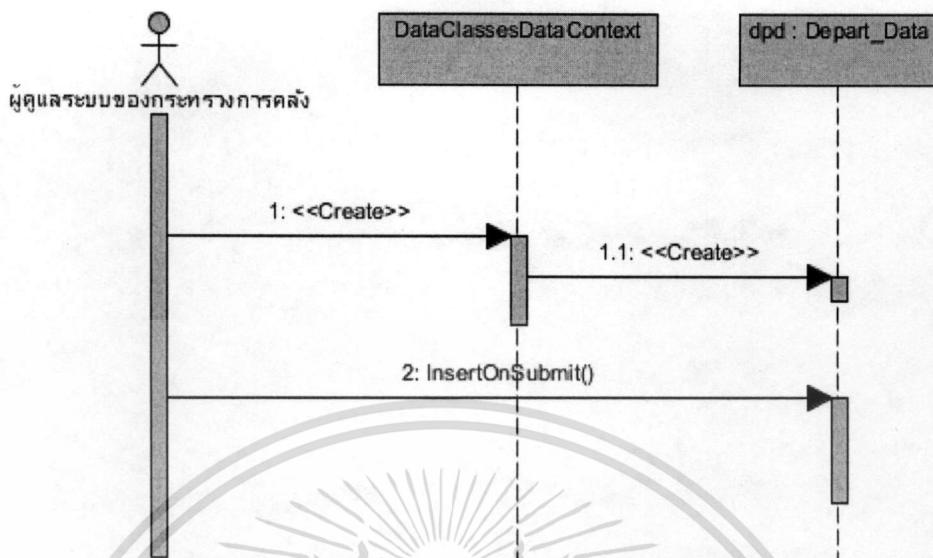 DataClassesDataContext
dpd : Depart_Data
ผู้ดูแลระบบของกระทรวงการคลัง
1: <<Create>>
1.1: <<Create>>
2: InsertOnSubmit()